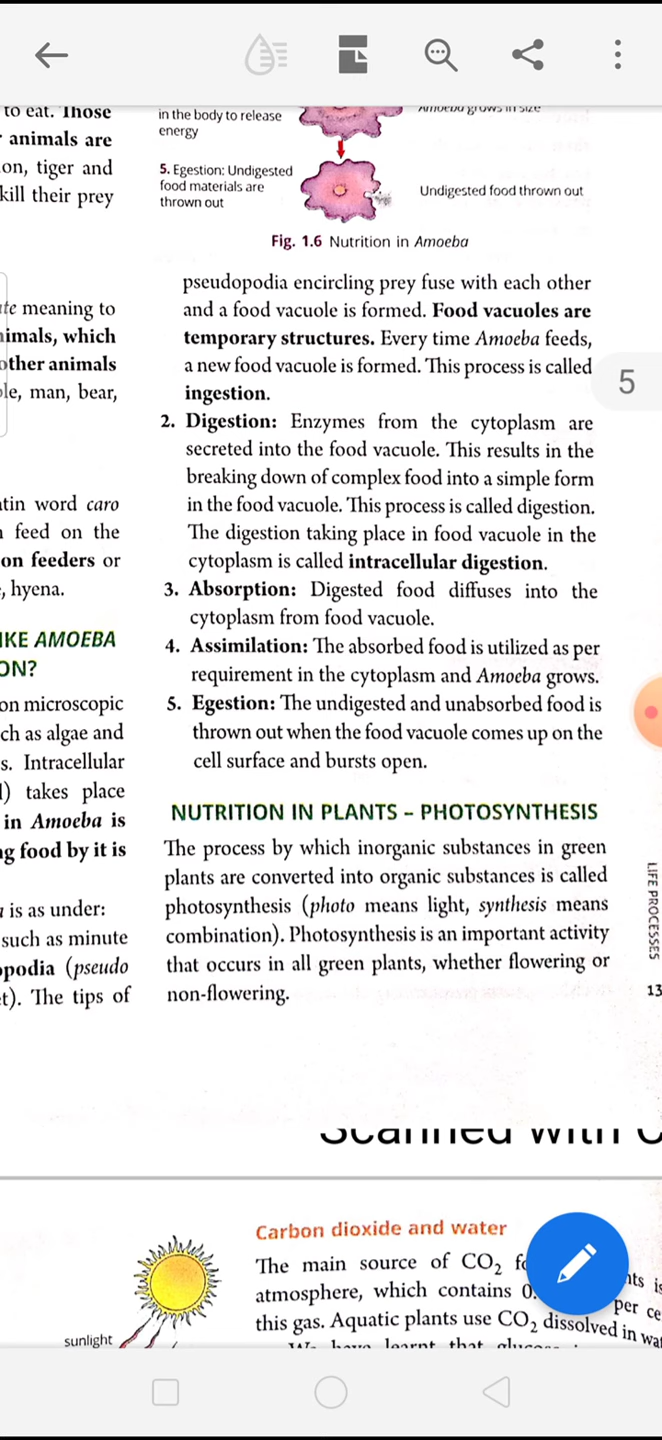 to eat. Those
animals are
on, tiger and
kill their prey
meaning to
imals, which
other animals
le, man, bear,
tin word caro
feed on the
on feeders or
, hyena.
IKE AMOEBA
ON?
on microscopic
ch as algae and
s. Intracellular
l) takes place
in Amoeba is
g food by it is
is as under:
such as minute
podia (pseudo
t). The tips of
in the body to release
energy
Amoeba grows in size
5. Egestion: Undigested
food materials are
thrown out
Undigested food thrown out
Fig. 1.6 Nutrition in Amoeba
pseudopodia encircling prey fuse with each other
and a food vacuole is formed. Food vacuoles are
temporary structures. Every time Amoeba feeds,
a new food vacuole is formed. This process is called
ingestion.
5
2. Digestion: Enzymes from the cytoplasm are
secreted into the food vacuole. This results in the
breaking down of complex food into a simple form
in the food vacuole. This process is called digestion.
The digestion taking place in food vacuole in the
cytoplasm is called intracellular digestion.
3. Absorption: Digested food diffuses into the
cytoplasm from food vacuole.
4. Assimilation: The absorbed food is utilized as per
requirement in the cytoplasm and Amoeba grows.
5. Egestion: The undigested and unabsorbed food is
thrown out when the food vacuole comes up on the
cell surface and bursts open.
NUTRITION IN PLANTS – PHOTOSYNTHESIS
The process by which inorganic substances in green
plants are converted into organic substances is called
photosynthesis (photo means light, synthesis means
combination). Photosynthesis is an important activity
that occurs in all green plants, whether flowering or
non-flowering.
LIFE PROCESSES
13
Scanned with C
sunlight
Carbon dioxide and water
The main source of CO₂ fo
nts is
atmosphere, which contains 0.
per ce
this gas. Aquatic plants use CO₂ dissolved in wat
We have learnt that